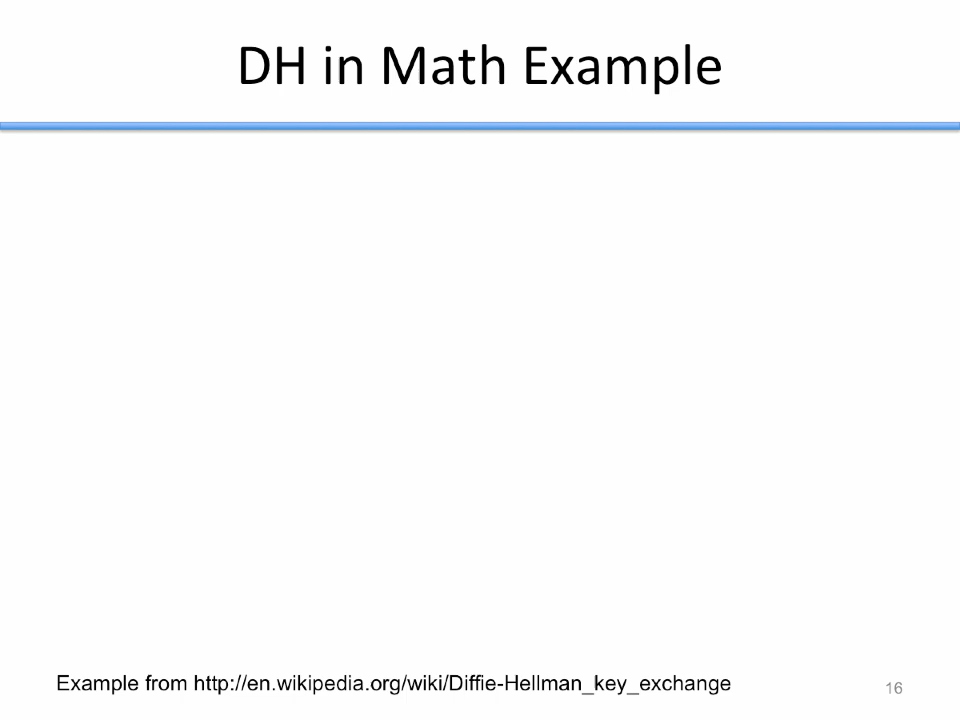 DH in Math Example
Example from http://en.wikipedia.org/wiki/Diffie-Hellman_key_exchange
16